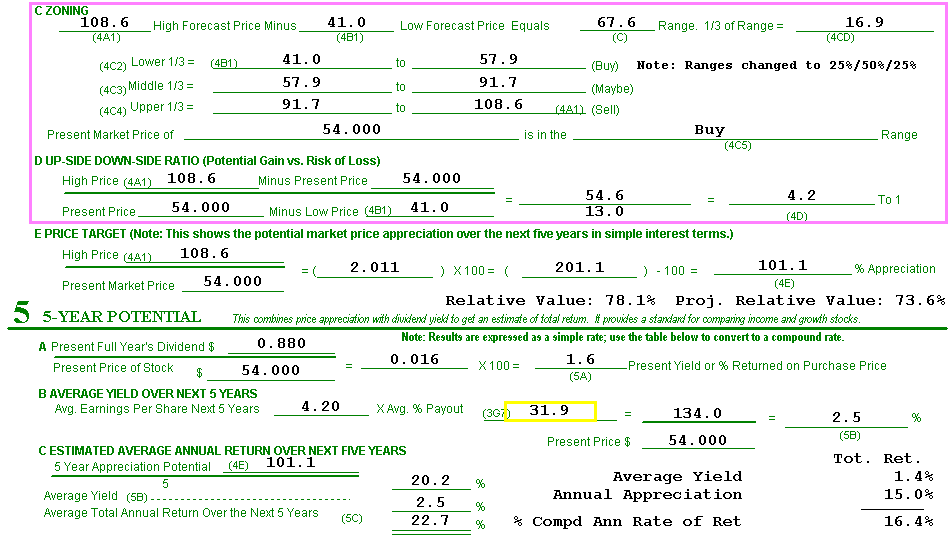 C ZONING
108.6 High Forecast Price Minus 41.0 Low Forecast Price Equals 67.6 Range. 1/3 of Range = 16.9
(4A1) (4B1) (C) (4CD)
(4C2) Lower 1/3 = (4B1) 41.0 to 57.9 (Buy) Note: Ranges changed to 25%/50%/25%
(4C3) Middle 1/3 = 57.9 to 91.7 (Maybe)
(4C4) Upper 1/3 = 91.7 to 108.6 (4A1) (Sell)
Present Market Price of 54.000 is in the Buy Range
(4C5)
D UP-SIDE DOWN-SIDE RATIO (Potential Gain vs. Risk of Loss)
High Price (4A1) 108.6 Minus Present Price 54.000
= 54.6 = 4.2 To 1
Present Price 54.000 Minus Low Price (4B1) 41.0 13.0 (4D)
E PRICE TARGET (Note: This shows the potential market price appreciation over the next five years in simple interest terms.)
High Price (4A1) 108.6
= ( 2.011 ) X 100 = ( 201.1 ) - 100 = 101.1 % Appreciation
Present Market Price 54.000 (4E)
Relative Value: 78.1% Proj. Relative Value: 73.6%
5 5-YEAR POTENTIAL This combines price appreciation with dividend yield to get an estimate of total return. It provides a standard for comparing income and growth stocks.
A Present Full Year's Dividend $ 0.880 Note: Results are expressed as a simple rate; use the table below to convert to a compound rate.
= 0.016 X 100 = 1.6 Present Yield or % Returned on Purchase Price
Present Price of Stock $ 54.000 (5A)
B AVERAGE YIELD OVER NEXT 5 YEARS
Avg. Earnings Per Share Next 5 Years 4.20 X Avg. % Payout (3G7) 31.9 = 134.0 = 2.5 %
Present Price $ 54.000 (5B)
C ESTIMATED AVERAGE ANNUAL RETURN OVER NEXT FIVE YEARS
5 Year Appreciation Potential (4E) 101.1 Tot. Ret.
5 20.2 % Average Yield 1.4%
Average Yield (5B) 2.5 % Annual Appreciation 15.0%
Average Total Annual Return Over the Next 5 Years (5C) 22.7 % % Compd Ann Rate of Ret 16.4%